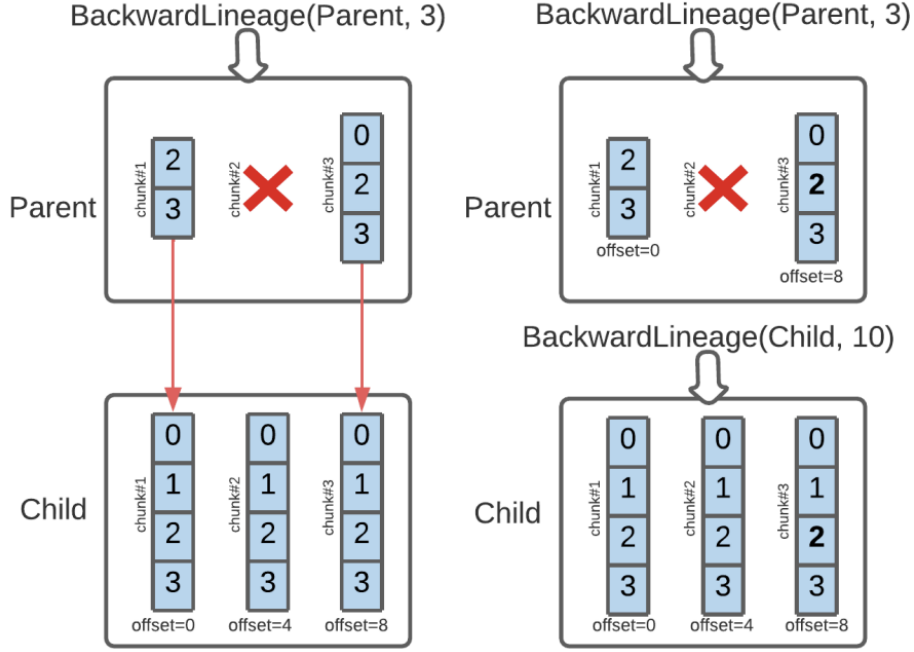 BackwardLineage(Parent, 3)
Parent
chunk#1
2
3
chunk#2
chunk#3
0
2
3
Child
chunk#1
0
1
2
3
offset=0
chunk#2
0
1
2
3
offset=4
chunk#3
0
1
2
3
offset=8
BackwardLineage(Parent, 3)
Parent
chunk#1
2
3
offset=0
chunk#2
chunk#3
0
2
3
offset=8
BackwardLineage(Child, 10)
Child
chunk#1
0
1
2
3
offset=0
chunk#2
0
1
2
3
offset=4
chunk#3
0
1
2
3
offset=8